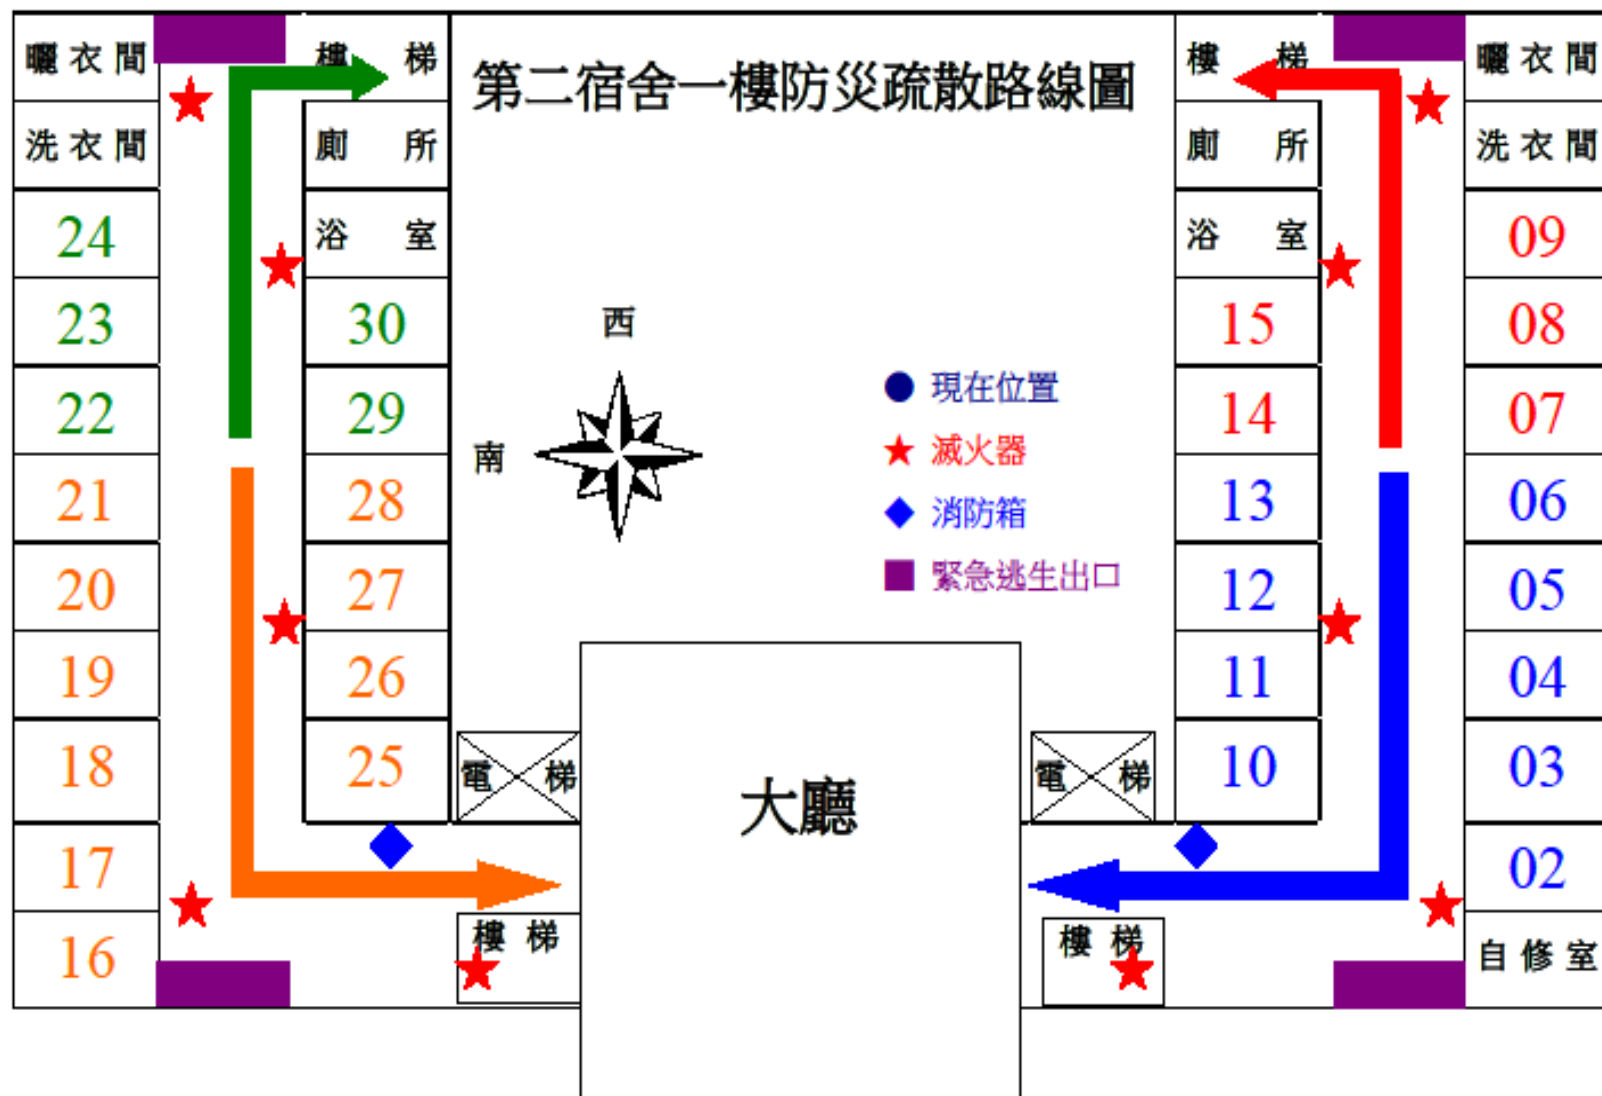 第二宿舍一樓防災疏散路線圖
曬衣間
樓梯
樓梯
曬衣間
洗衣間
廁所
廁所
洗衣間
24
浴室
浴室
09
23
30
15
08
22
29
14
07
21
28
13
06
20
27
12
05
19
26
11
04
18
25
10
03
17
02
16
自修室
西
南
現在位置
滅火器
消防箱
緊急逃生出口
電梯
大廳
電梯
樓梯
樓梯